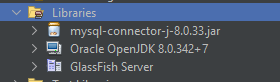 Libraries
mysql-connector-j-8.0.33.jar
Oracle OpenJDK 8.0.342+7
GlassFish Server